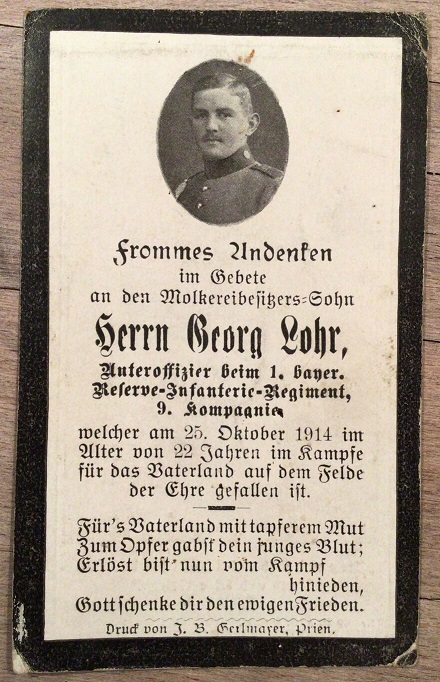 Frommes Andenken
im Gebete
an den Molkereibesitzers-Sohn
Herrn Georg Lohr,
Unteroffizier beim 1. bayer.
Reserve-Infanterie-Regiment,
9. Kompagnie
welcher am 25. Oktober 1914 im
Alter von 22 Jahren im Kampfe
für das Vaterland auf dem Felde
der Ehre gefallen ist.
Für's Vaterland mit tapferem Mut
Zum Opfer gabst dein junges Blut;
Erlöst bist nun vom Kampf
hinieden,
Gott schenke dir den ewigen Frieden.
Druck von J. B. Geilmayer, Prien.